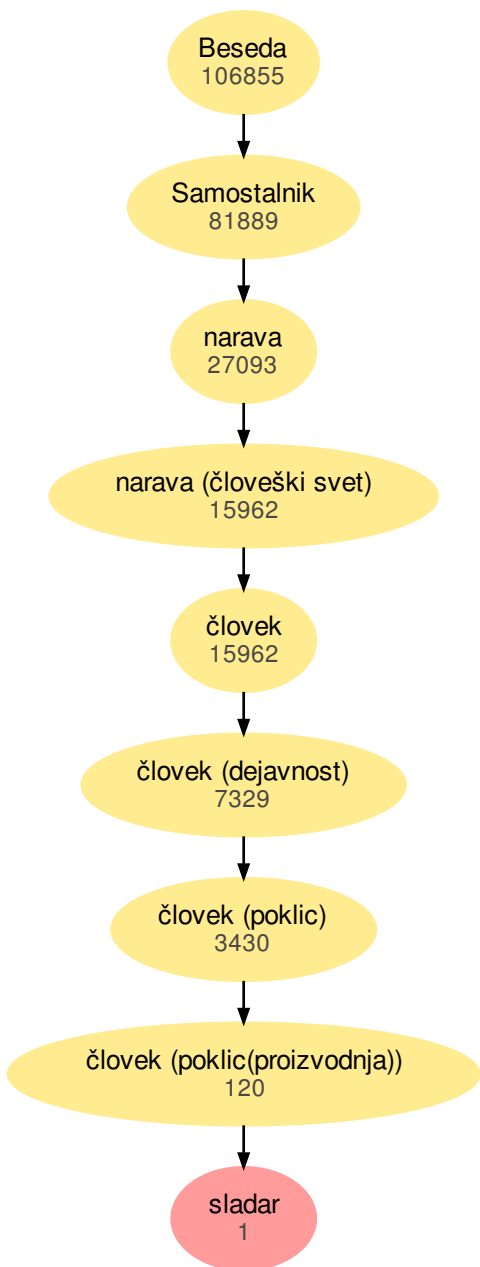 Beseda
106855
Samostalnik
81889
narava
27093
narava (človeški svet)
15962
človek
15962
človek (dejavnost)
7329
človek (poklic)
3430
človek (poklic(proizvodnja))
120
sladar
1